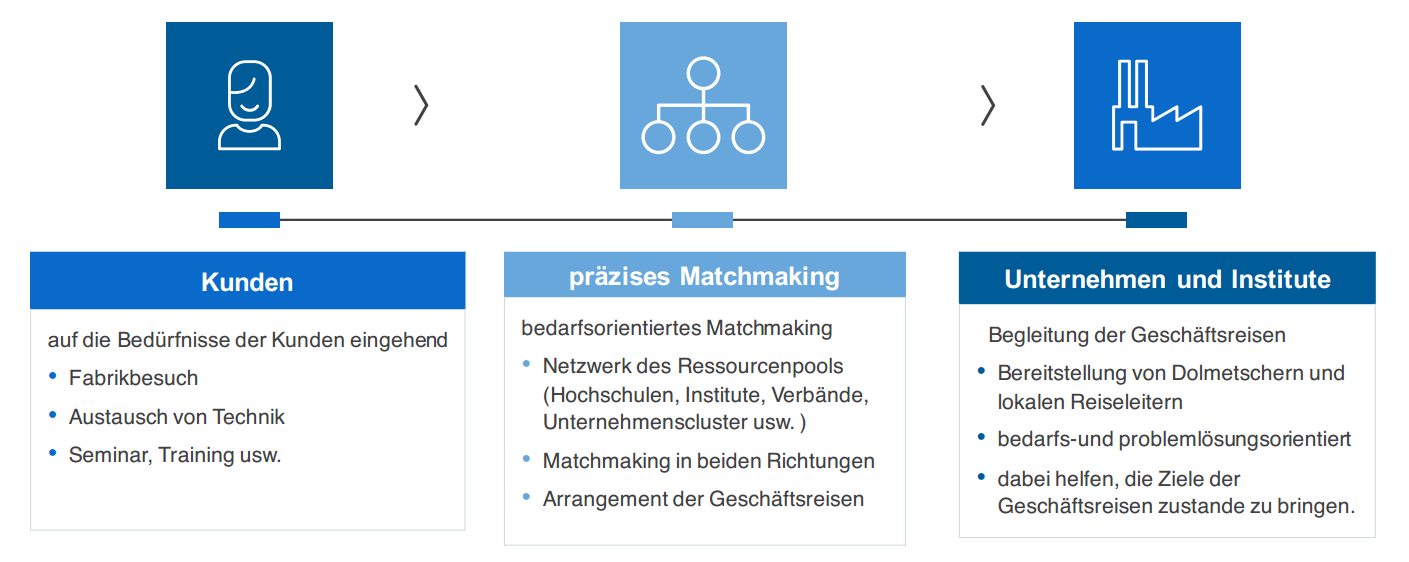 Kunden
auf die Bedürfnisse der Kunden eingehend
• Fabrikbesuch
• Austausch von Technik
• Seminar, Training usw.
präzises Matchmaking
bedarfsorientiertes Matchmaking
• Netzwerk des Ressourcenpools
(Hochschulen, Institute, Verbände,
Unternehmenscluster usw. )
• Matchmaking in beiden Richtungen
• Arrangement der Geschäftsreisen
Unternehmen und Institute
Begleitung der Geschäftsreisen
• Bereitstellung von Dolmetschern und
lokalen Reiseleitern
• bedarfs-und problemlösungsorientiert
• dabei helfen, die Ziele der
Geschäftsreisen zustande zu bringen.